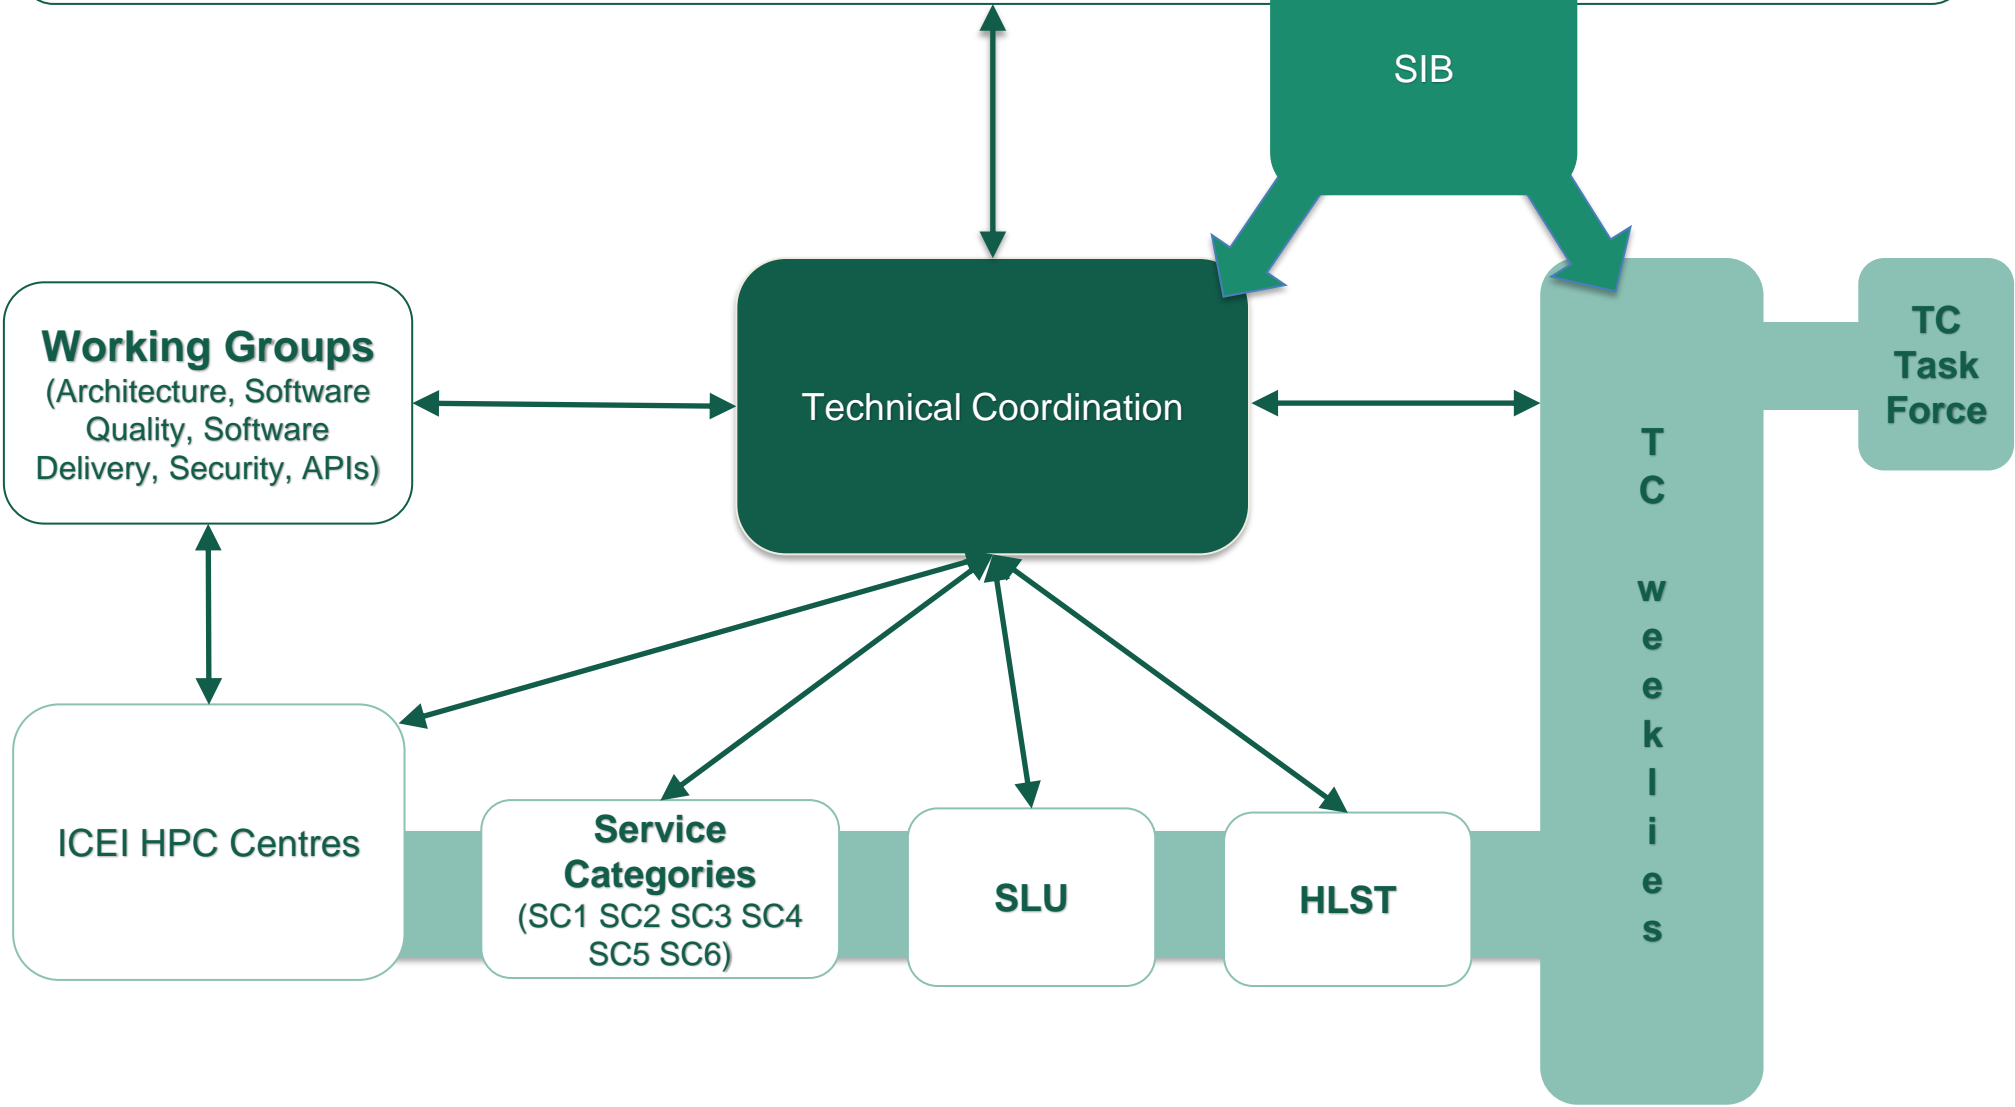 SIB
Working Groups
(Architecture, Software
Quality, Software
Delivery, Security, APIs)
Technical Coordination
TC
Task
Force
T
C
w
e
e
k
l
i
e
s
ICEI HPC Centres
Service
Categories
(SC1 SC2 SC3 SC4
SC5 SC6)
SLU
HLST